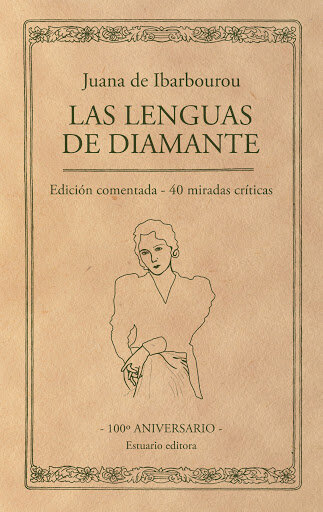 Juana de Ibarbourou
LAS LENGUAS
DE DIAMANTE
Edición comentada - 40 miradas críticas
- 100º ANIVERSARIO -
Estuario editora